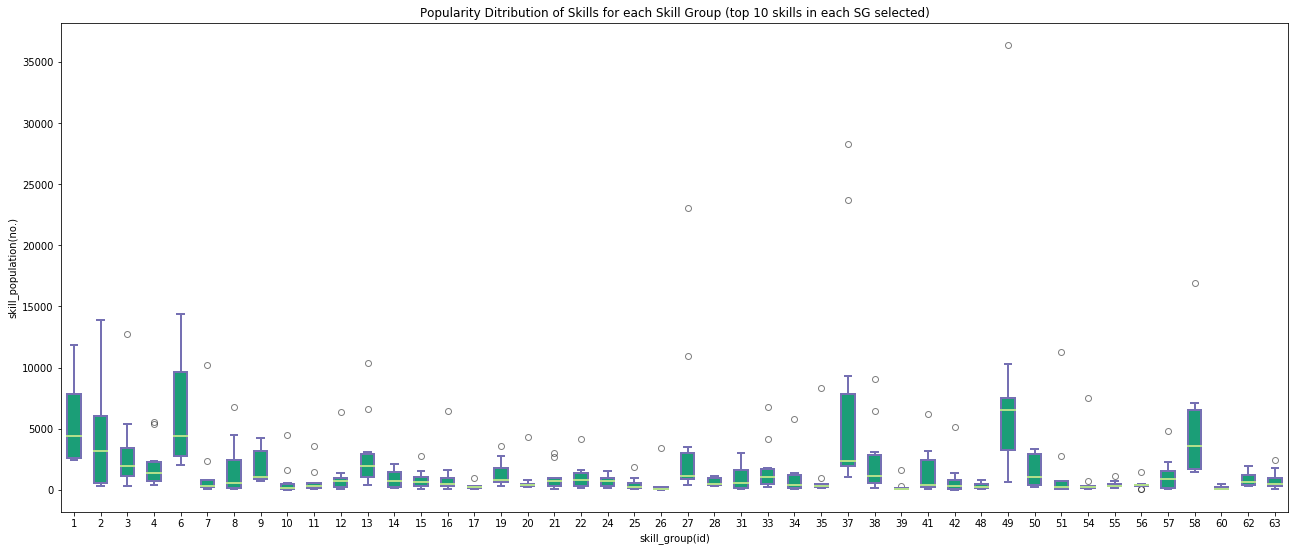 Popularity Ditribution of Skills for each Skill Group (top 10 skills in each SG selected)
skill_population(no.)
35000
30000
25000
20000
15000
10000
5000
0
1 2 3 4 6 7 8 9 10 11 12 13 14 15 16 17 19 20 21 22 24 25 26 27 28 31 33 34 35 37 38 39 41 42 48 49 50 51 54 55 56 57 58 60 62 63
skill_group(id)